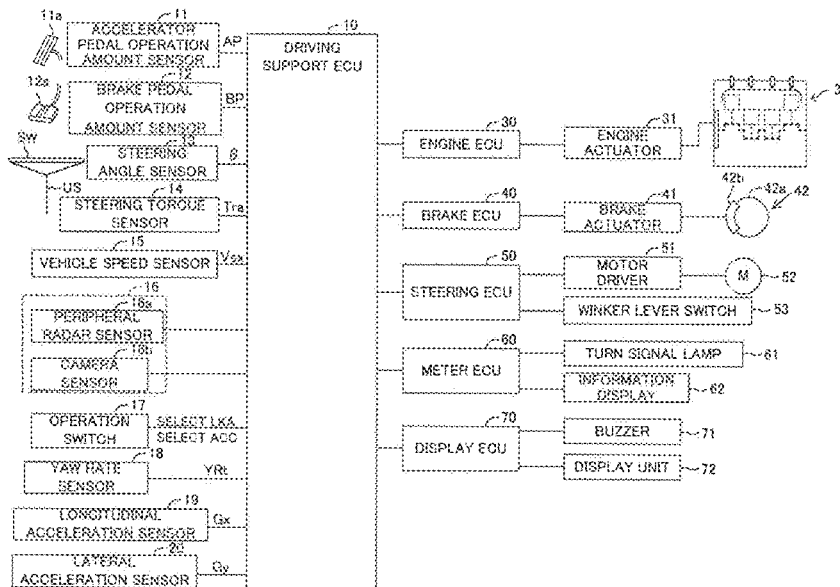 11a
11
ACCELERATOR
PEDAL OPERATION
AMOUNT SENSOR
AP
12a
12
BRAKE PEDAL
OPERATION
AMOUNT SENSOR
BP
SW
13
STEERING
ANGLE SENSOR
θ
US
14
STEERING TORQUE
SENSOR
Tra
15
VEHICLE SPEED SENSOR
Vsx
16
16a
PERIPHERAL
RADAR SENSOR
16b
CAMERA
SENSOR
17
OPERATION
SWITCH
SELECT LKA
SELECT ACC
18
YAW RATE
SENSOR
YRt
19
LONGITUDINAL
ACCELERATION SENSOR
Gx
20
LATERAL
ACCELERATION SENSOR
Gy
10
DRIVING
SUPPORT ECU
30
ENGINE ECU
31
ENGINE
ACTUATOR
40
BRAKE ECU
41
BRAKE
ACTUATOR
42b
42a
42
50
STEERING ECU
51
MOTOR
DRIVER
M
52
WINKER LEVER SWITCH
53
60
METER ECU
TURN SIGNAL LAMP
61
INFORMATION
DISPLAY
62
70
DISPLAY ECU
BUZZER
71
DISPLAY UNIT
72